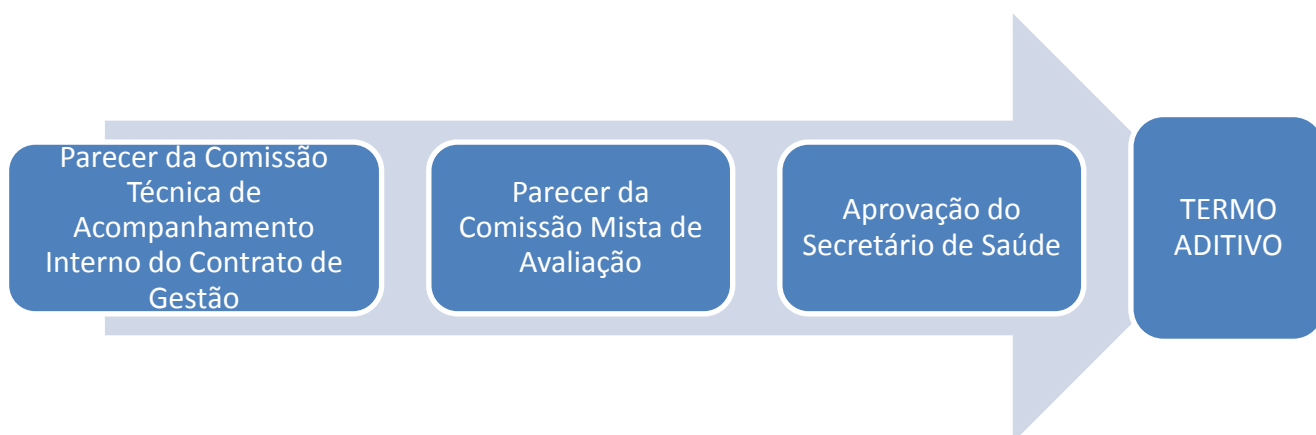 Parecer da Comissão
Técnica de
Acompanhamento
Interno do Contrato de
Gestão
Parecer da
Comissão Mista de
Avaliação
Aprovação do
Secretário de Saúde
TERMO
ADITIVO